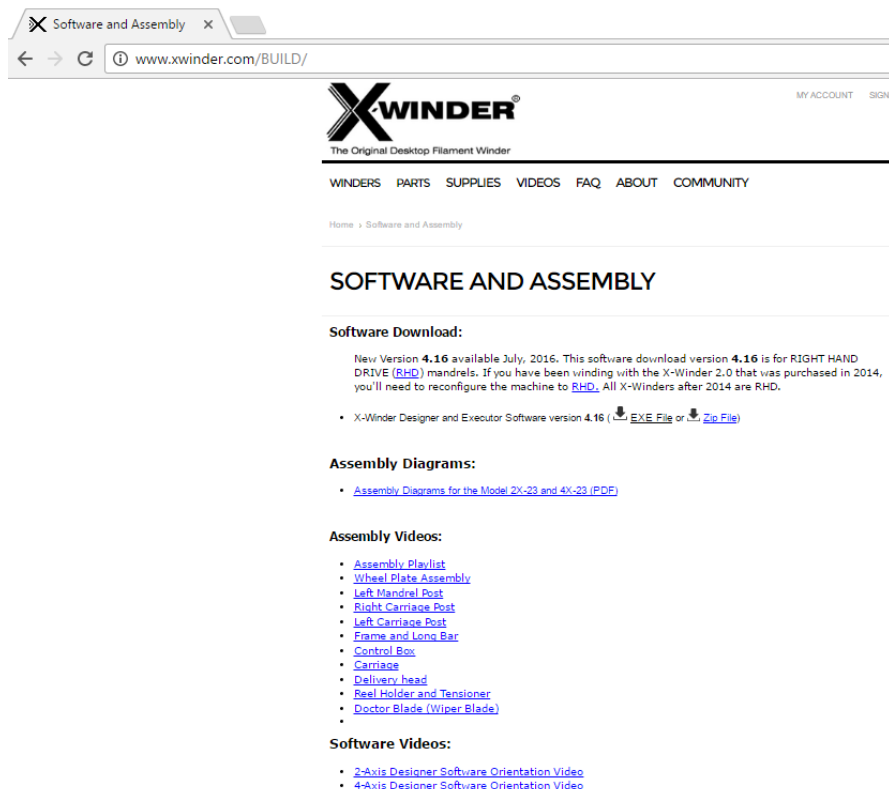 Software and Assembly
www.xwinder.com/BUILD/
X-WINDER®
The Original Desktop Filament Winder
MY ACCOUNT SIGN
WINDERS PARTS SUPPLIES VIDEOS FAQ ABOUT COMMUNITY
Home › Software and Assembly
SOFTWARE AND ASSEMBLY
Software Download:
New Version 4.16 available July, 2016. This software download version 4.16 is for RIGHT HAND
DRIVE (RHD) mandrels. If you have been winding with the X-Winder 2.0 that was purchased in 2014,
you'll need to reconfigure the machine to RHD. All X-Winders after 2014 are RHD.
• X-Winder Designer and Executor Software version 4.16 ( EXE File or Zip File)
Assembly Diagrams:
• Assembly Diagrams for the Model 2X-23 and 4X-23 (PDF)
Assembly Videos:
• Assembly Playlist
• Wheel Plate Assembly
• Left Mandrel Post
• Right Carriage Post
• Left Carriage Post
• Frame and Long Bar
• Control Box
• Carriage
• Delivery head
• Reel Holder and Tensioner
• Doctor Blade (Wiper Blade)
•
Software Videos:
• 2-Axis Designer Software Orientation Video
• 4-Axis Designer Software Orientation Video